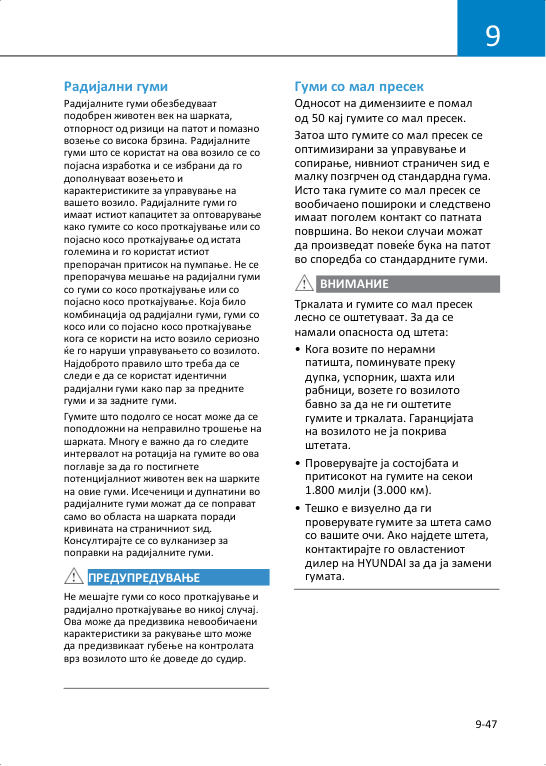 9
Радијални гуми
Радијалните гуми обезбедуваат
подобрен животен век на шарката,
отпорност од ризици на патот и помазно
возење со висока брзина. Радијалните
гуми што се користат на ова возило се со
појасна изработка и се избрани да го
дополнуваат возењето и
карактеристиките за управување на
вашето возило. Радијалните гуми го
имаат истиот капацитет за оптоварување
како гумите со косо проткајување или со
појасно косо проткајување од истата
големина и го користат истиот
препорачан притисок на пумпање. Не се
препорачува мешање на радијални гуми
со гуми со косо проткајување или со
појасно косо проткајување. Која било
комбинација од радијални гуми, гуми со
косо или со појасно косо проткајување
кога се користи на исто возило сериозно
ќе го наруши управувањето со возилото.
Најдоброто правило што треба да се
следи е да се користат идентични
радијални гуми како пар за предните
гуми и за задните гуми.
Гумите што подолго се носат може да се
поподложни на неправилно трошење на
шарката. Многу е важно да го следите
интервалот на ротација на гумите во ова
поглавје за да го постигнете
потенцијалниот животен век на шарките
на овие гуми. Исеченици и дупнатини во
радијалните гуми можат да се поправат
само во областа на шарката поради
кривината на страничниот ѕид.
Консултирајте се со вулканизер за
поправки на радијалните гуми.
ПРЕДУПРЕДУВАЊЕ
Не мешајте гуми со косо проткајување и
радијално проткајување во никој случај.
Ова може да предизвика невообичаени
карактеристики за ракување што може
да предизвикаат губење на контролата
врз возилото што ќе доведе до судир.
Гуми со мал пресек
Односот на димензиите е помал
од 50 кај гумите со мал пресек.
Затоа што гумите со мал пресек се
оптимизирани за управување и
сопирање, нивниот страничен ѕид е
малку позгрчен од стандардна гума.
Исто така гумите со мал пресек се
вообичаено пошироки и следствено
имаат поголем контакт со патната
површина. Во некои случаи можат
да произведат повеќе бука на патот
во споредба со стандардните гуми.
ВНИМАНИЕ
Тркалата и гумите со мал пресек
лесно се оштетуваат. За да се
намали опасноста од штета:
• Кога возите по нерамни
патишта, поминувате преку
дупка, успорник, шахта или
рабници, возете го возилото
бавно за да не ги оштетите
гумите и тркалата. Гаранцијата
на возилото не ја покрива
штетата.
• Проверувајте ја состојбата и
притисокот на гумите на секои
1.800 милји (3.000 км).
• Тешко е визуелно да ги
проверувате гумите за штета само
со вашите очи. Ако најдете штета,
контактирајте го овластениот
дилер на HYUNDAI за да ја замени
гумата.
9-47